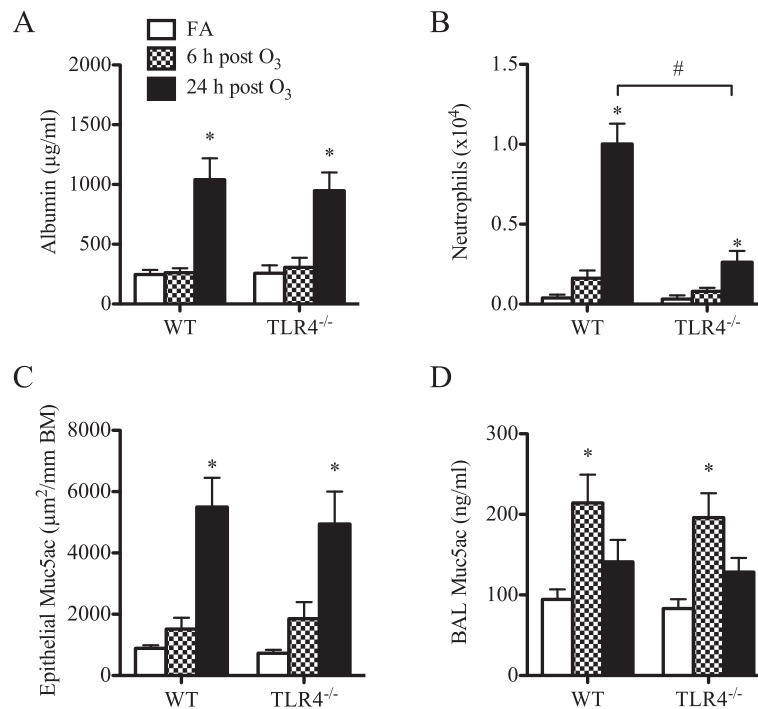 A
FA
6 h post O3
24 h post O3
2000
1500
1000
500
0
Albumin (µg/ml)
*
*
WT
TLR4-/-
B
1.5
1.0
0.5
0.0
Neutrophils (x10⁴)
*
#
*
WT
TLR4-/-
C
8000
6000
4000
2000
0
Epithelial Muc5ac (µm²/mm BM)
*
*
WT
TLR4-/-
D
300
200
100
0
BAL Muc5ac (ng/ml)
*
*
WT
TLR4-/-